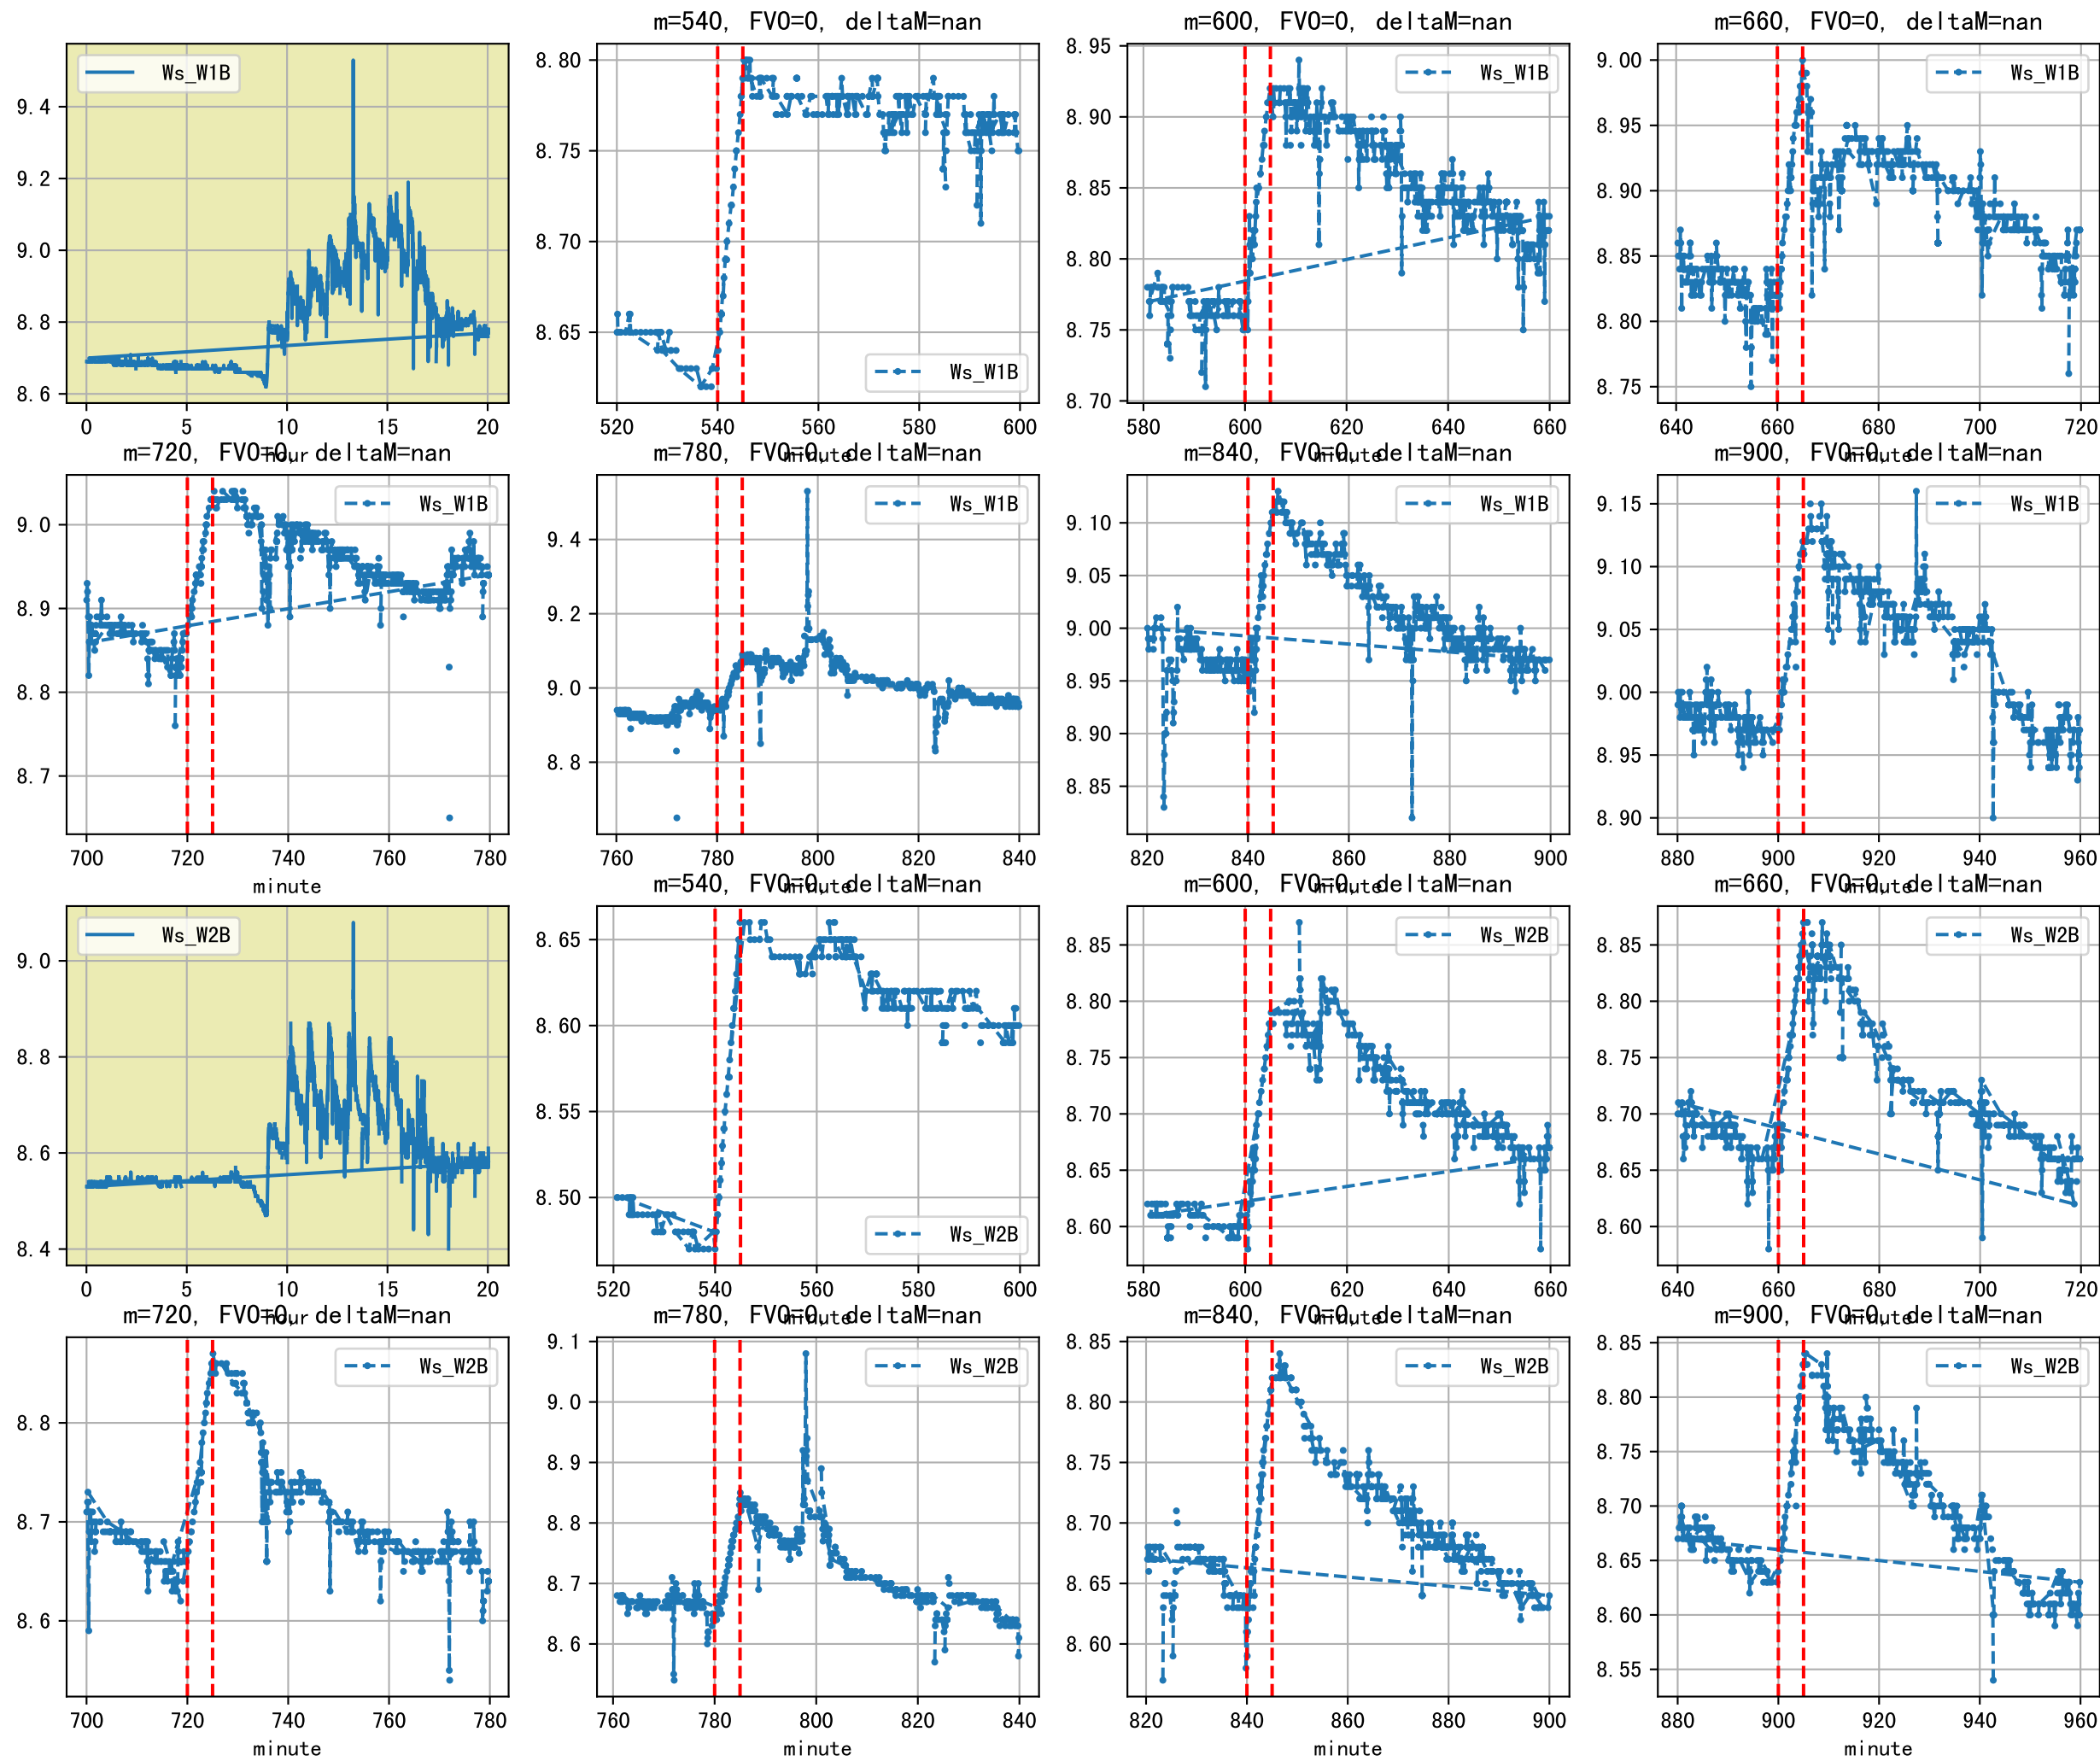 m=540, FVO=0, deltaM=nan
m=600, FVO=0, deltaM=nan
m=660, FVO=0, deltaM=nan
Ws_W1B
9.4
9.2
9.0
8.8
8.6
0 5 10 15 20
hour
Ws_W1B
8.80
8.75
8.70
8.65
520 540 560 580 600
minute
Ws_W1B
8.95
8.90
8.85
8.80
8.75
8.70
580 600 620 640 660
minute
Ws_W1B
9.00
8.95
8.90
8.85
8.80
8.75
640 660 680 700 720
minute
m=720, FVO=0, deltaM=nan
m=780, FVO=0, deltaM=nan
m=840, FVO=0, deltaM=nan
m=900, FVO=0, deltaM=nan
Ws_W1B
9.0
8.9
8.8
8.7
700 720 740 760 780
minute
Ws_W1B
9.4
9.2
9.0
8.8
760 780 800 820 840
minute
Ws_W1B
9.10
9.05
9.00
8.95
8.90
8.85
820 840 860 880 900
minute
Ws_W1B
9.15
9.10
9.05
9.00
8.95
8.90
880 900 920 940 960
minute
m=540, FVO=0, deltaM=nan
m=600, FVO=0, deltaM=nan
m=660, FVO=0, deltaM=nan
Ws_W2B
9.0
8.8
8.6
8.4
0 5 10 15 20
hour
Ws_W2B
8.65
8.60
8.55
8.50
520 540 560 580 600
minute
Ws_W2B
8.85
8.80
8.75
8.70
8.65
8.60
580 600 620 640 660
minute
Ws_W2B
8.85
8.80
8.75
8.70
8.65
8.60
640 660 680 700 720
minute
m=720, FVO=0, deltaM=nan
m=780, FVO=0, deltaM=nan
m=840, FVO=0, deltaM=nan
m=900, FVO=0, deltaM=nan
Ws_W2B
8.8
8.7
8.6
700 720 740 760 780
minute
Ws_W2B
9.1
9.0
8.9
8.8
8.7
8.6
760 780 800 820 840
minute
Ws_W2B
8.85
8.80
8.75
8.70
8.65
8.60
820 840 860 880 900
minute
Ws_W2B
8.85
8.80
8.75
8.70
8.65
8.60
8.55
880 900 920 940 960
minute